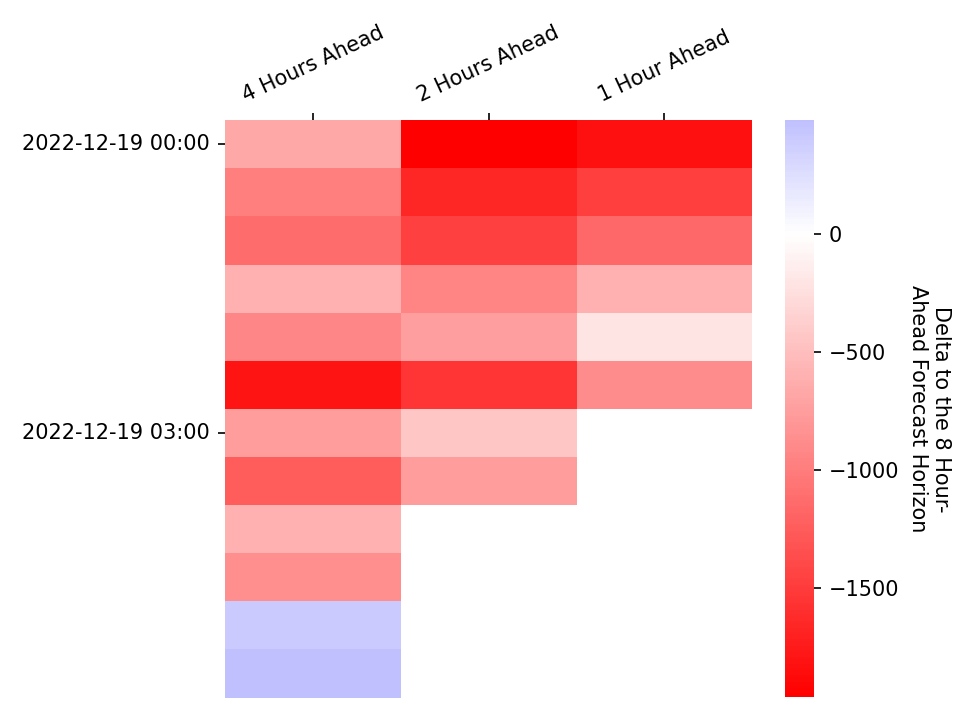 4 Hours Ahead
2 Hours Ahead
1 Hour Ahead
2022-12-19 00:00
2022-12-19 03:00
0
−500
−1000
−1500
Delta to the 8 Hour-
Ahead Forecast Horizon